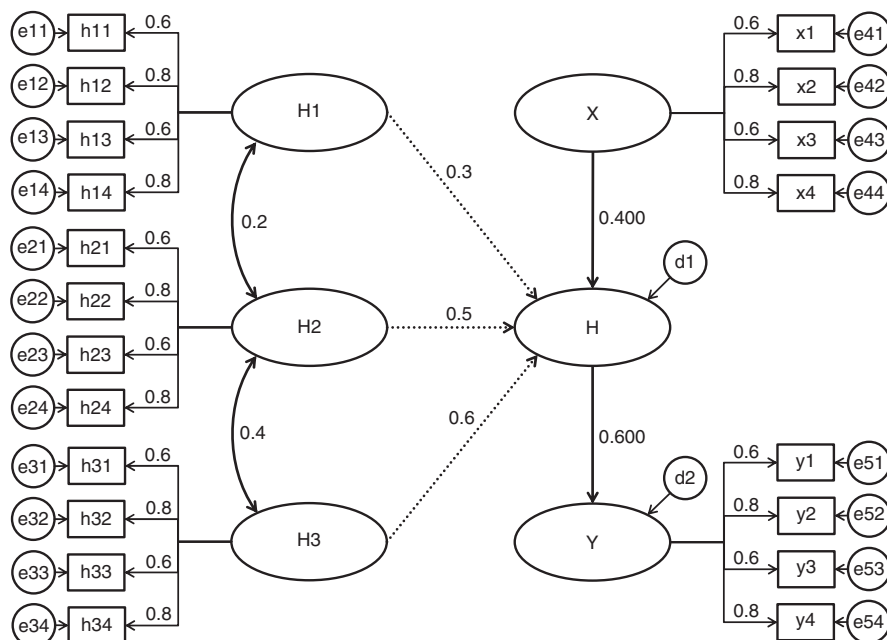 e11 h11 0.6
e12 h12 0.8
e13 h13 0.6
e14 h14 0.8
H1
0.2
e21 h21 0.6
e22 h22 0.8
e23 h23 0.6
e24 h24 0.8
H2
0.4
e31 h31 0.6
e32 h32 0.8
e33 h33 0.6
e34 h34 0.8
H3
0.3
0.5
0.6
X
0.6 x1 e41
0.8 x2 e42
0.6 x3 e43
0.8 x4 e44
0.400
d1
H
0.600
d2
Y
0.6 y1 e51
0.8 y2 e52
0.6 y3 e53
0.8 y4 e54